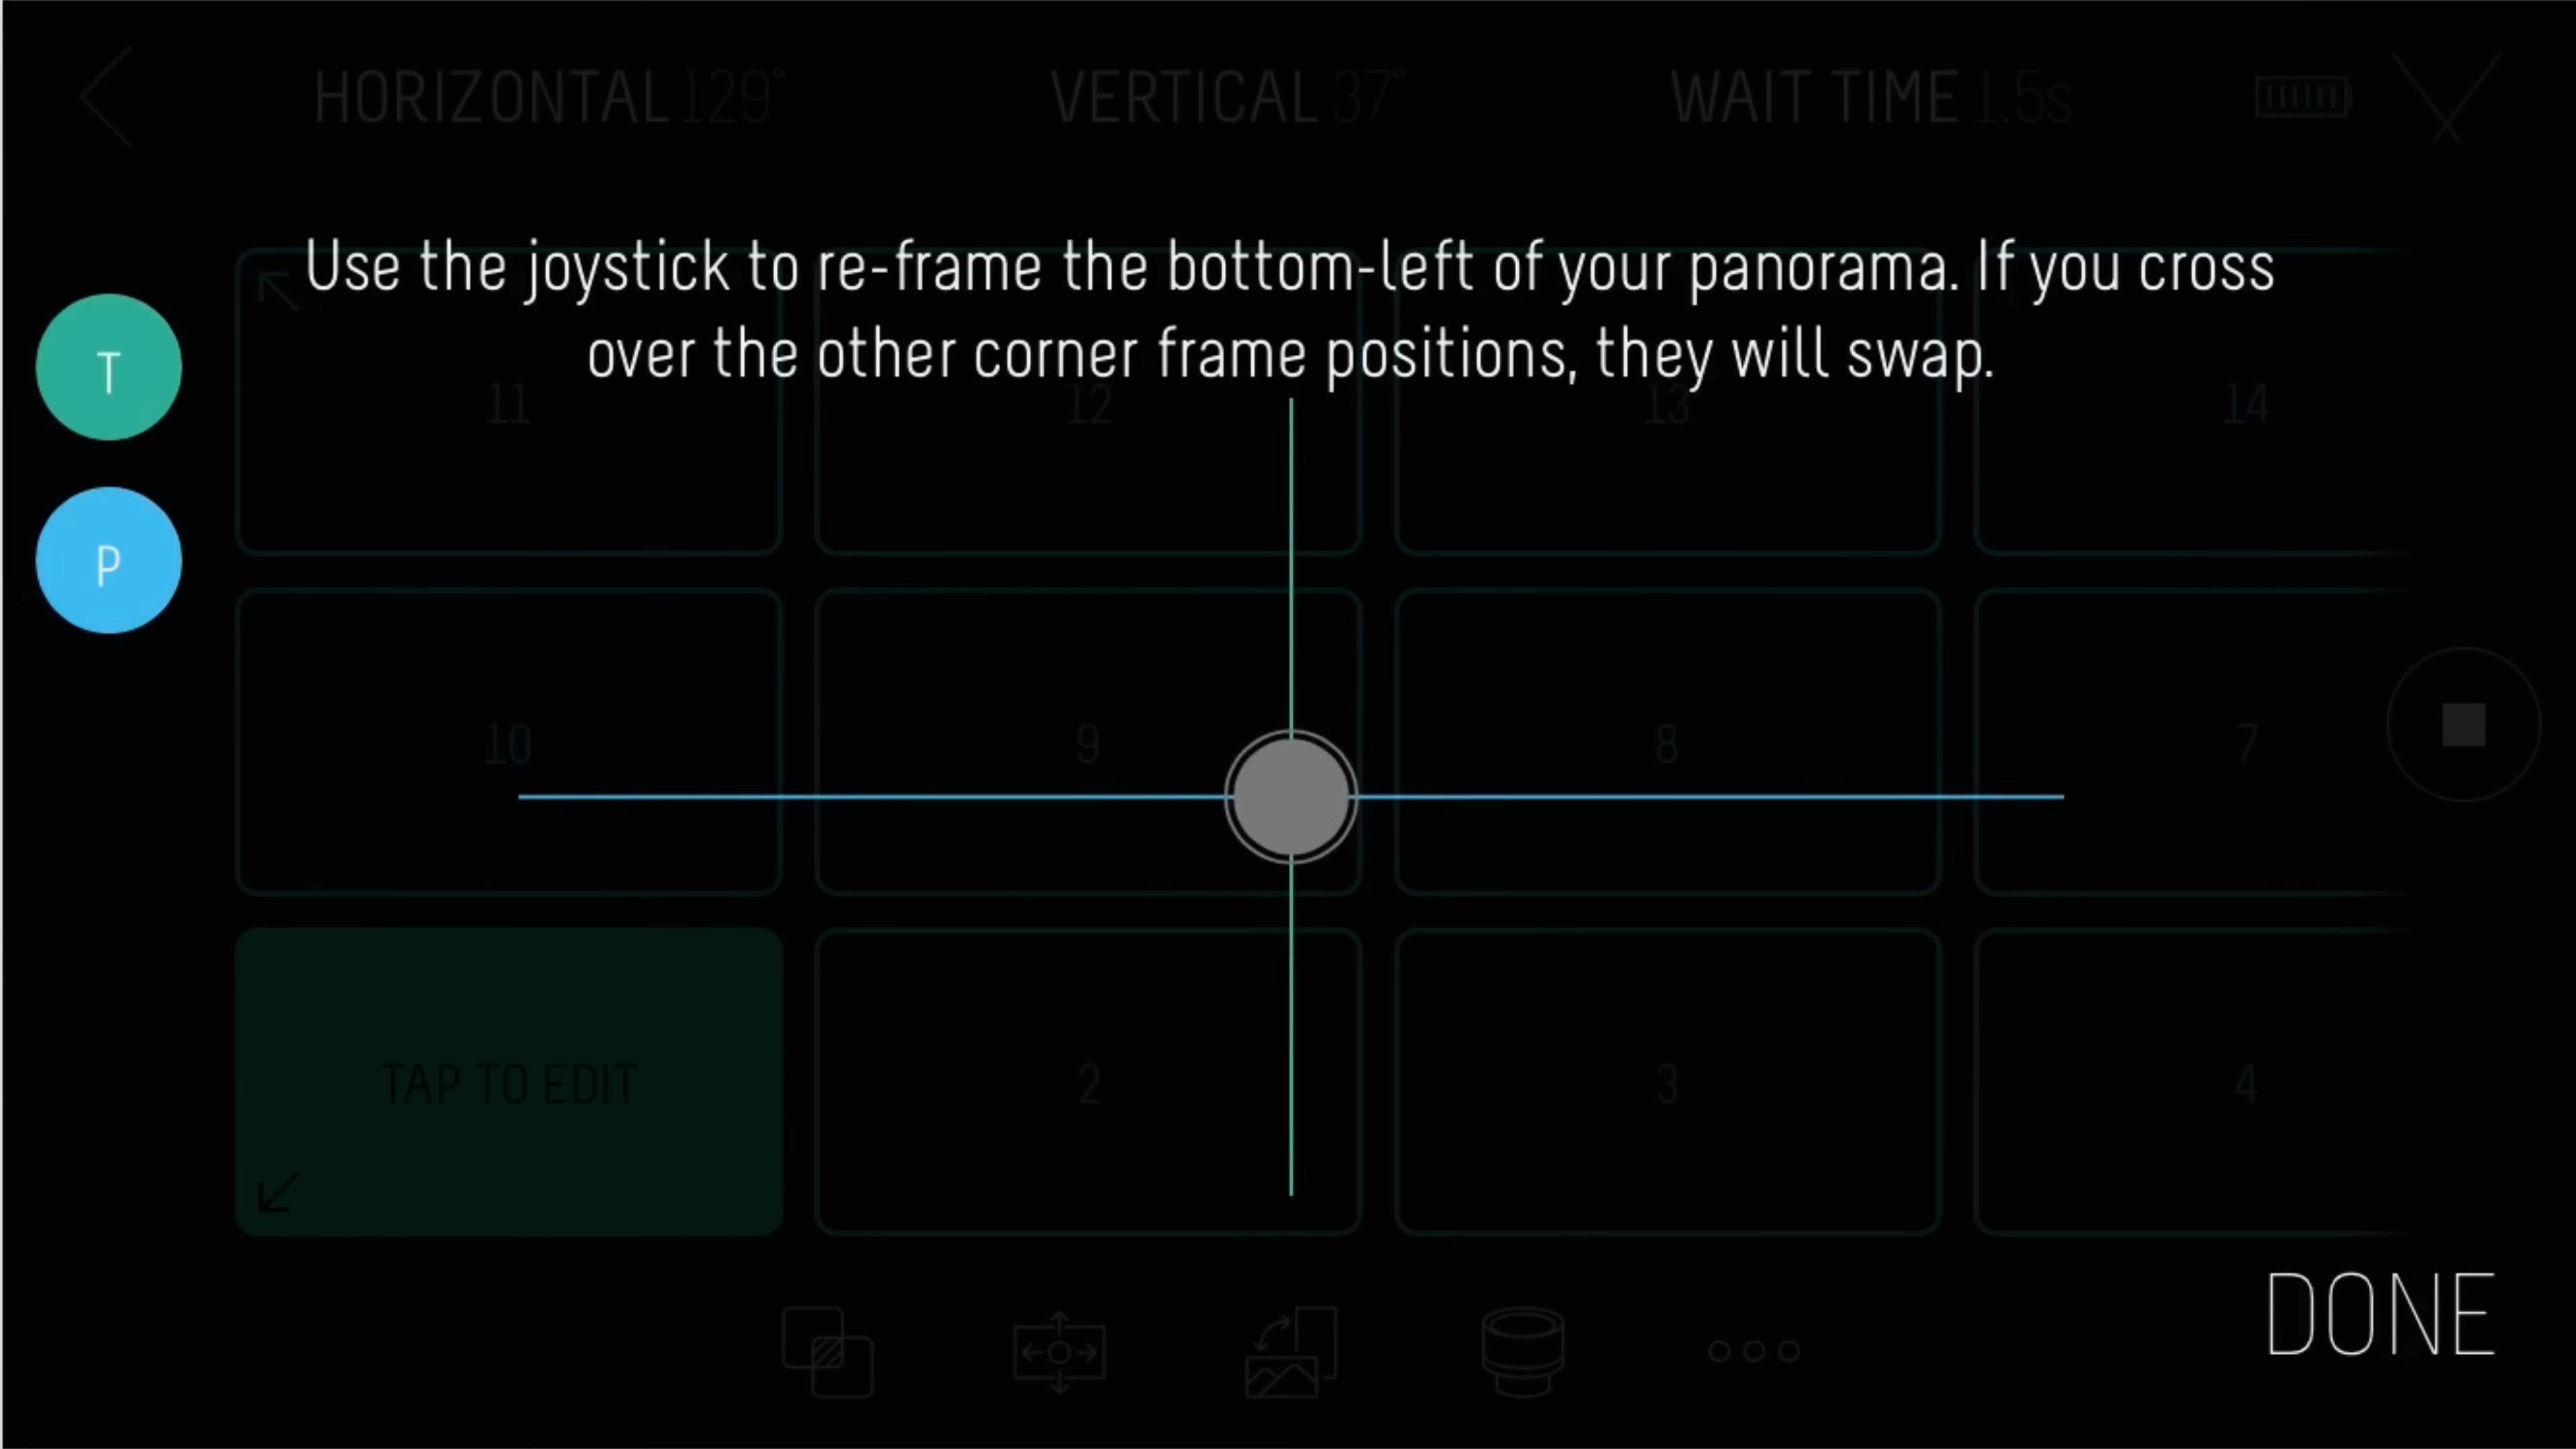 HORIZONTAL 129° VERTICAL 37° WAIT TIME 1.5s
Use the joystick to re-frame the bottom-left of your panorama. If you cross
over the other corner frame positions, they will swap.
T
11 12 13 14
P
10 9 8 7
TAP TO EDIT 2 3 4
DONE